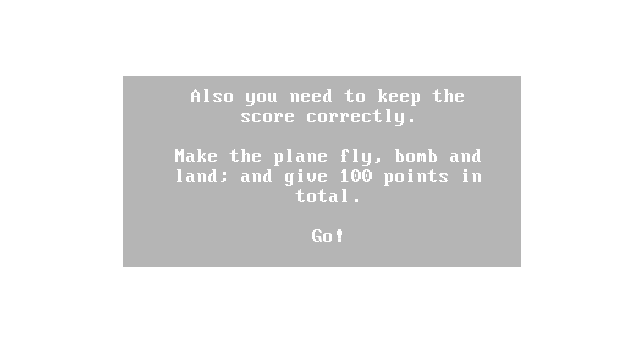 Also you need to keep the
score correctly.
Make the plane fly, bomb and
land; and give 100 points in
total.
Go!